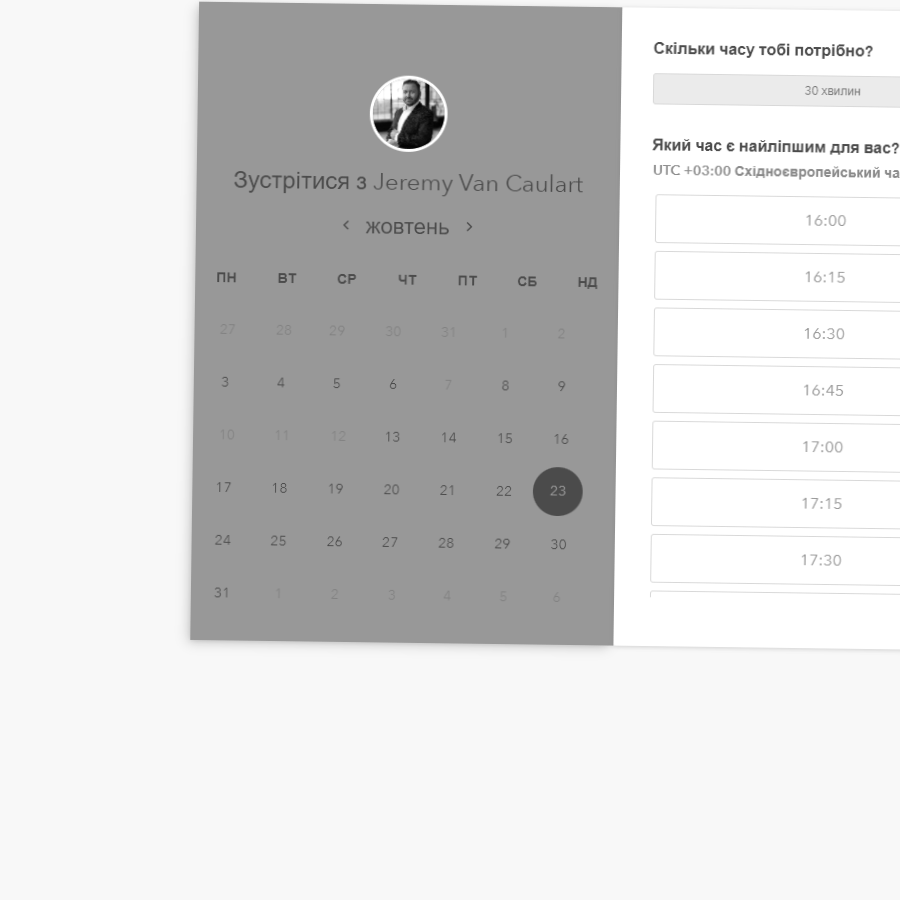 Зустрітися з Jeremy Van Caulart
жовтень
ПН ВТ СР ЧТ ПТ СБ НД
27 28 29 30 31 1 2
3 4 5 6 7 8 9
10 11 12 13 14 15 16
17 18 19 20 21 22 23
24 25 26 27 28 29 30
31 1 2 3 4 5 6
Скільки часу тобі потрібно?
30 хвилин
Який час є найліпшим для вас?
UTC +03:00 Східноєвропейський ча
16:00
16:15
16:30
16:45
17:00
17:15
17:30